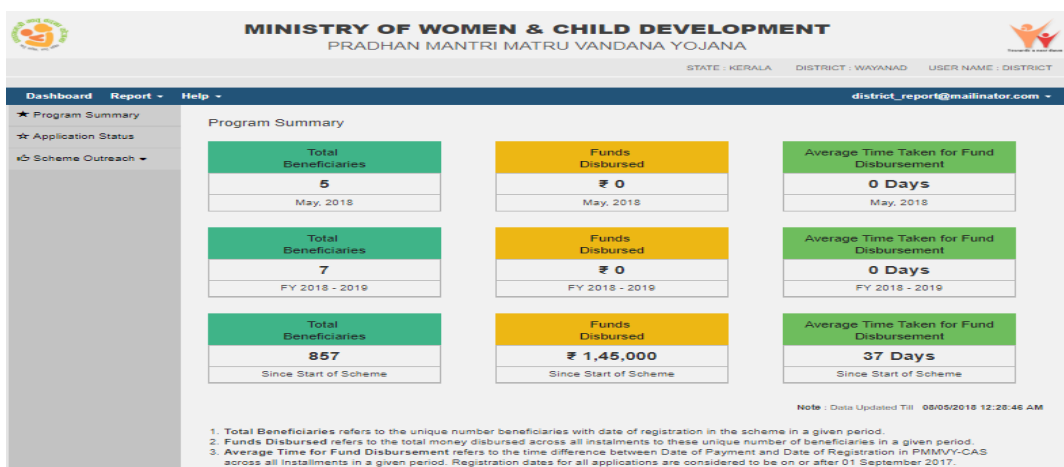 MINISTRY OF WOMEN & CHILD DEVELOPMENT
PRADHAN MANTRI MATRU VANDANA YOJANA
STATE : KERALA DISTRICT : WAYANAD USER NAME : DISTRICT
Dashboard Report Help district_report@mailinator.com
Program Summary
Application Status
Scheme Outreach
Program Summary
Total Beneficiaries
5
May, 2018
Funds Disbursed
₹ 0
May, 2018
Average Time Taken for Fund Disbursement
0 Days
May, 2018
Total Beneficiaries
7
FY 2018 - 2019
Funds Disbursed
₹ 0
FY 2018 - 2019
Average Time Taken for Fund Disbursement
0 Days
FY 2018 - 2019
Total Beneficiaries
857
Since Start of Scheme
Funds Disbursed
₹ 1,45,000
Since Start of Scheme
Average Time Taken for Fund Disbursement
37 Days
Since Start of Scheme
Note : Data Updated Till 08/05/2018 12:28:46 AM
1. Total Beneficiaries refers to the unique number beneficiaries with date of registration in the scheme in a given period.
2. Funds Disbursed refers to the total money disbursed across all instalments to these unique number of beneficiaries in a given period.
3. Average Time for Fund Disbursement refers to the time difference between Date of Payment and Date of Registration in PMMVY-CAS
across all Installments in a given period. Registration dates for all applications are considered to be on or after 01 September 2017.